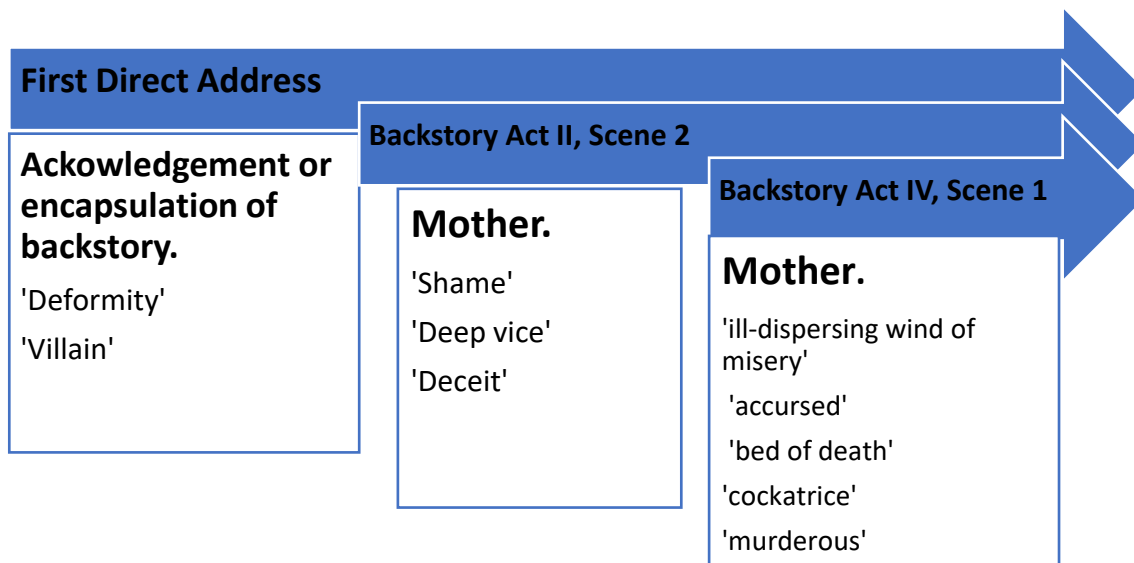 First Direct Address
Ackowledgement or
encapsulation of
backstory.
'Deformity'
'Villain'
Backstory Act II, Scene 2
Mother.
'Shame'
'Deep vice'
'Deceit'
Backstory Act IV, Scene 1
Mother.
'ill-dispersing wind of
misery'
'accursed'
'bed of death'
'cockatrice'
'murderous'